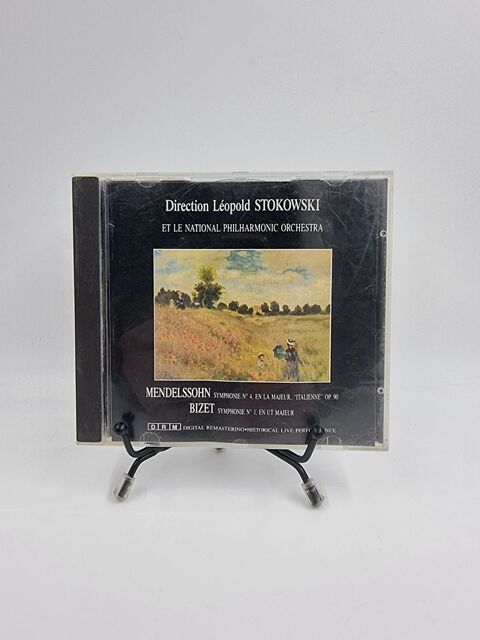 Direction Léopold STOKOWSKI
ET LE NATIONAL PHILHARMONIC ORCHESTRA
MENDELSSOHN SYMPHONIE N° 4, EN LA MAJEUR, "ITALIENNE" OP. 90
BIZET SYMPHONIE N° 1, EN UT MAJEUR
DRM DIGITAL REMASTERING•HISTORICAL LIVE PERFORMANCE